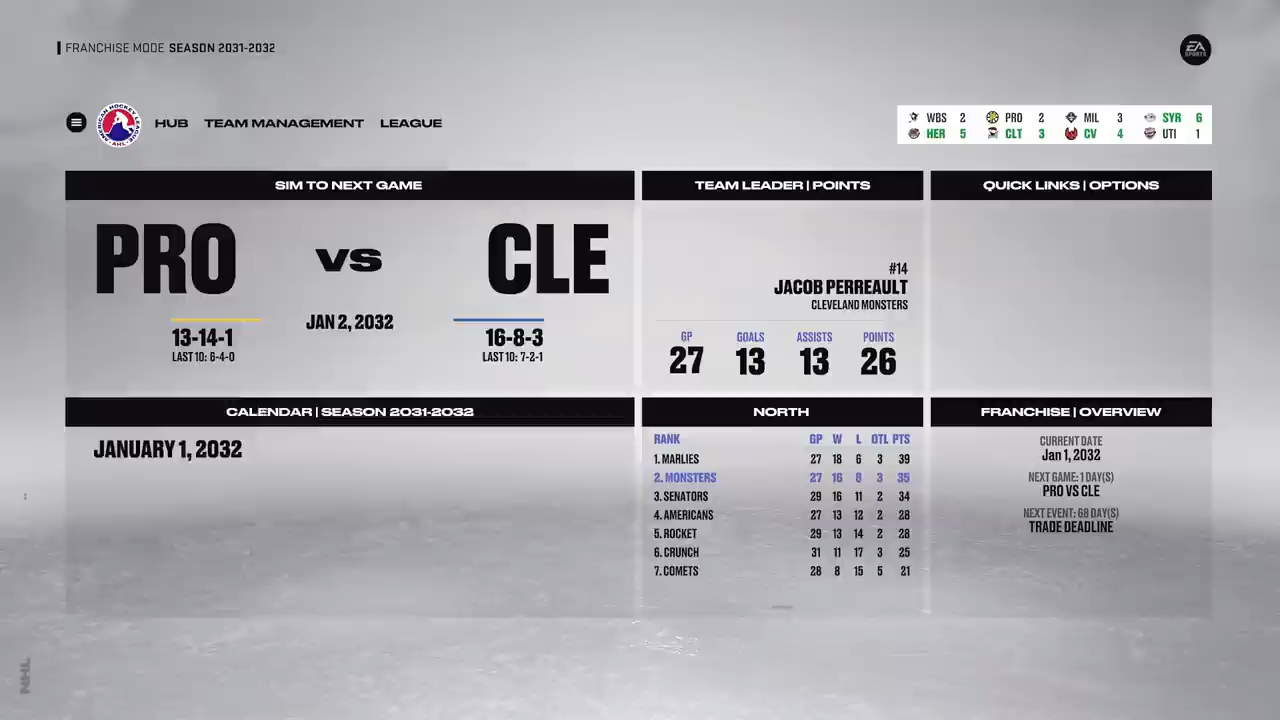 FRANCHISE MODE SEASON 2031-2032
EA SPORTS
AMERICAN HOCKEY LEAGUE AHL
HUB TEAM MANAGEMENT LEAGUE
WBS 2 PRO 2 MIL 3 SYR 6
HER 5 CLT 3 CV 4 UTI 1
SIM TO NEXT GAME
PRO VS CLE
JAN 2, 2032
13-14-1 16-8-3
LAST 10: 6-4-0 LAST 10: 7-2-1
TEAM LEADER | POINTS
#14
JACOB PERREAULT
CLEVELAND MONSTERS
GP GOALS ASSISTS POINTS
27 13 13 26
QUICK LINKS | OPTIONS
CALENDAR | SEASON 2031-2032
JANUARY 1, 2032
NORTH
RANK GP W L OTL PTS
1. MARLIES 27 18 6 3 39
2. MONSTERS 27 16 8 3 35
3. SENATORS 29 16 11 2 34
4. AMERICANS 27 13 12 2 28
5. ROCKET 29 13 14 2 28
6. CRUNCH 31 11 17 3 25
7. COMETS 28 8 15 5 21
FRANCHISE | OVERVIEW
CURRENT DATE
Jan 1, 2032
NEXT GAME: 1 DAY(S)
PRO VS CLE
NEXT EVENT: 68 DAY(S)
TRADE DEADLINE
NHL